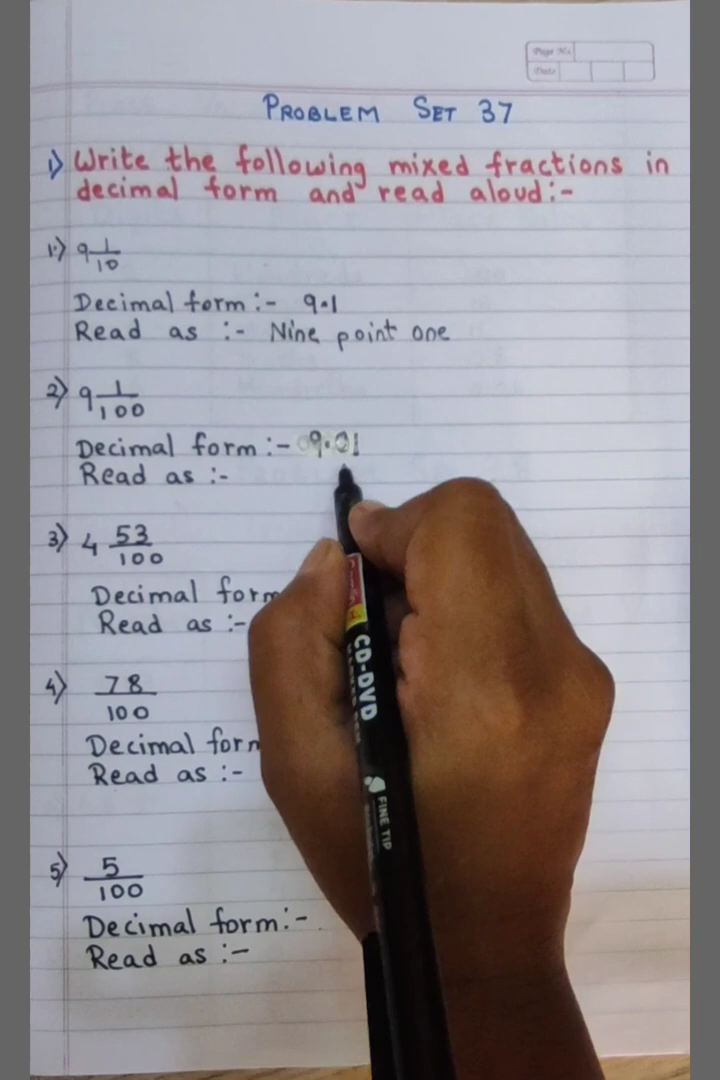 Page No.
Date
PROBLEM SET 37
1) Write the following mixed fractions in
decimal form and read aloud:-
1.) 9 1/10
Decimal form :- 9.1
Read as :- Nine point one
2) 9 1/100
Decimal form :- 9.01
Read as :-
3) 4 53/100
Decimal form
Read as :-
4) 78/100
Decimal form
Read as :-
5) 5/100
Decimal form:-
Read as :-
CD-DVD
FINE TIP